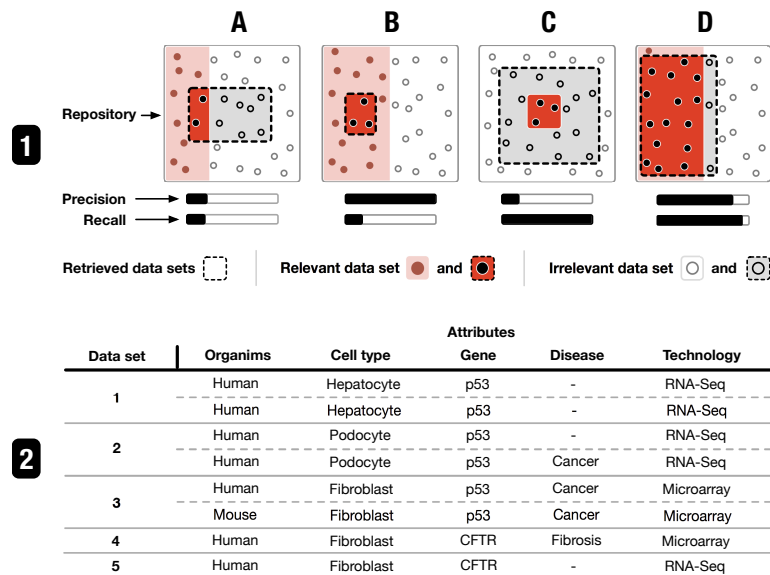 A B C D
Repository
1
Precision
Recall
Retrieved data sets
Relevant data set and
Irrelevant data set and
Attributes
Data set Organims Cell type Gene Disease Technology
1
Human Hepatocyte p53 - RNA-Seq
Human Hepatocyte p53 - RNA-Seq
2
Human Podocyte p53 - RNA-Seq
Human Podocyte p53 Cancer RNA-Seq
2
3
Human Fibroblast p53 Cancer Microarray
Mouse Fibroblast p53 Cancer Microarray
4 Human Fibroblast CFTR Fibrosis Microarray
5 Human Fibroblast CFTR - RNA-Seq